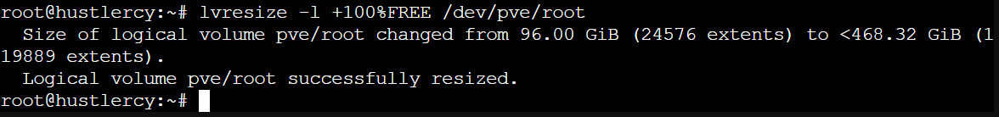 root@hustlercy:~# lvresize -l +100%FREE /dev/pve/root
  Size of logical volume pve/root changed from 96.00 GiB (24576 extents) to <468.32 GiB (1
19889 extents).
  Logical volume pve/root successfully resized.
root@hustlercy:~#